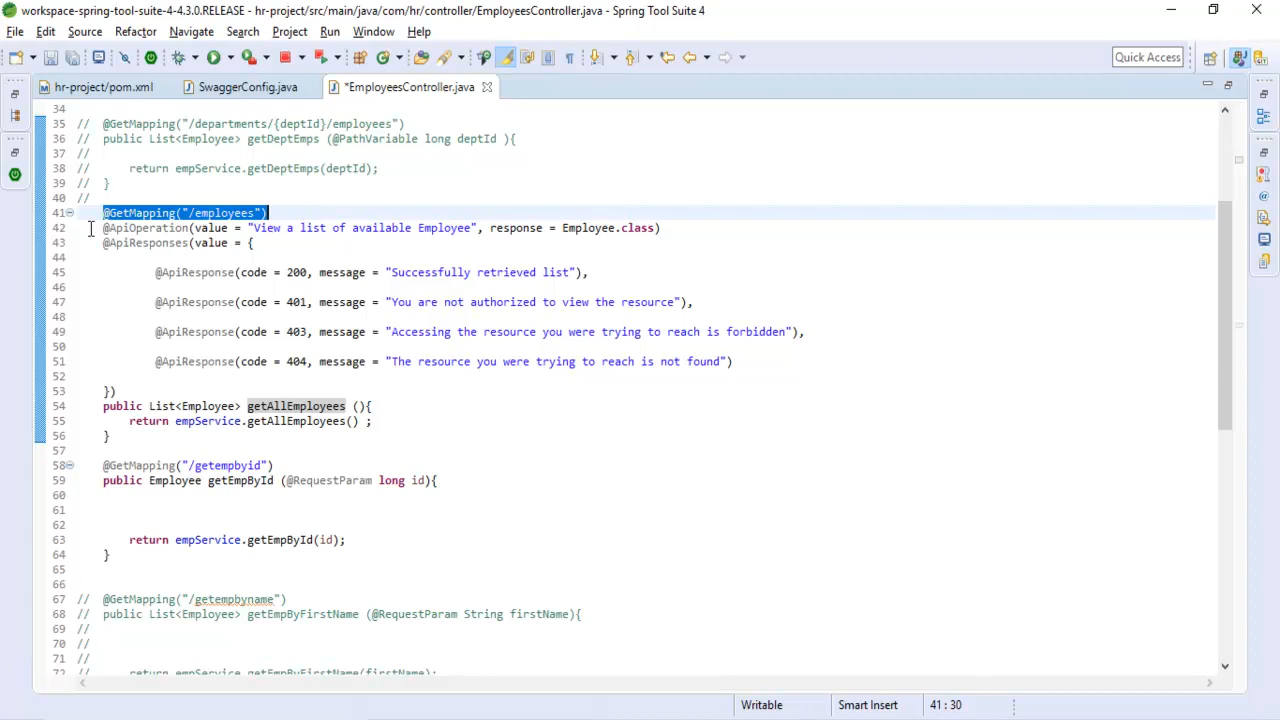 workspace-spring-tool-suite-4-4.3.0.RELEASE - hr-project/src/main/java/com/hr/controller/EmployeesController.java - Spring Tool Suite 4
File Edit Source Refactor Navigate Search Project Run Window Help
Quick Access
hr-project/pom.xml SwaggerConfig.java *EmployeesController.java
34
35 // @GetMapping("/departments/{deptId}/employees")
36 // public List<Employee> getDeptEmps (@PathVariable long deptId ){
37 //
38 // return empService.getDeptEmps(deptId);
39 // }
40 //
41 @GetMapping("/employees")
42 @ApiOperation(value = "View a list of available Employee", response = Employee.class)
43 @ApiResponses(value = {
44
45 @ApiResponse(code = 200, message = "Successfully retrieved list"),
46
47 @ApiResponse(code = 401, message = "You are not authorized to view the resource"),
48
49 @ApiResponse(code = 403, message = "Accessing the resource you were trying to reach is forbidden"),
50
51 @ApiResponse(code = 404, message = "The resource you were trying to reach is not found")
52
53 })
54 public List<Employee> getAllEmployees (){
55 return empService.getAllEmployees() ;
56 }
57
58 @GetMapping("/getempbyid")
59 public Employee getEmpById (@RequestParam long id){
60
61
62
63 return empService.getEmpById(id);
64 }
65
66
67 // @GetMapping("/getempbyname")
68 // public List<Employee> getEmpByFirstName (@RequestParam String firstName){
69 //
70 //
71 //
72 // return empService.getEmpByFirstName(firstName);
Writable Smart Insert 41 : 30